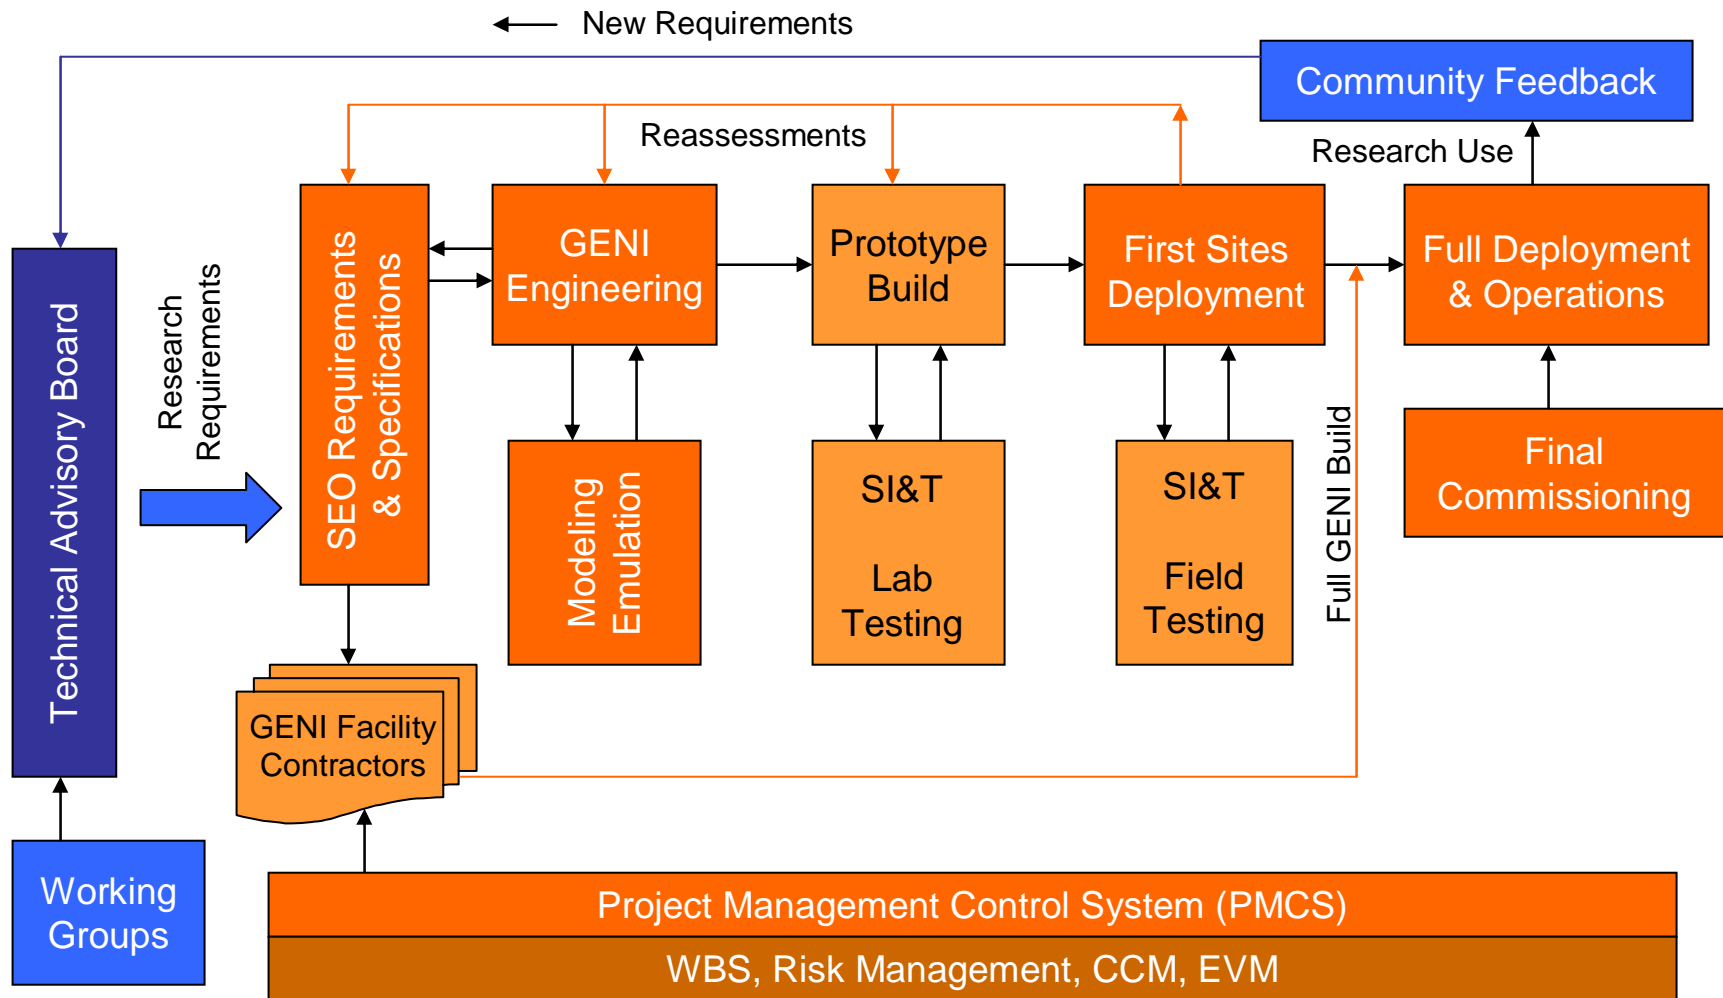 New Requirements
Community Feedback
Reassessments
Research Use
Technical Advisory Board
Research
Requirements
SEO Requirements
& Specifications
GENI
Engineering
Prototype
Build
First Sites
Deployment
Full Deployment
& Operations
Modeling
Emulation
SI&T
Lab
Testing
SI&T
Field
Testing
Full GENI Build
Final
Commissioning
GENI Facility
Contractors
Working
Groups
Project Management Control System (PMCS)
WBS, Risk Management, CCM, EVM